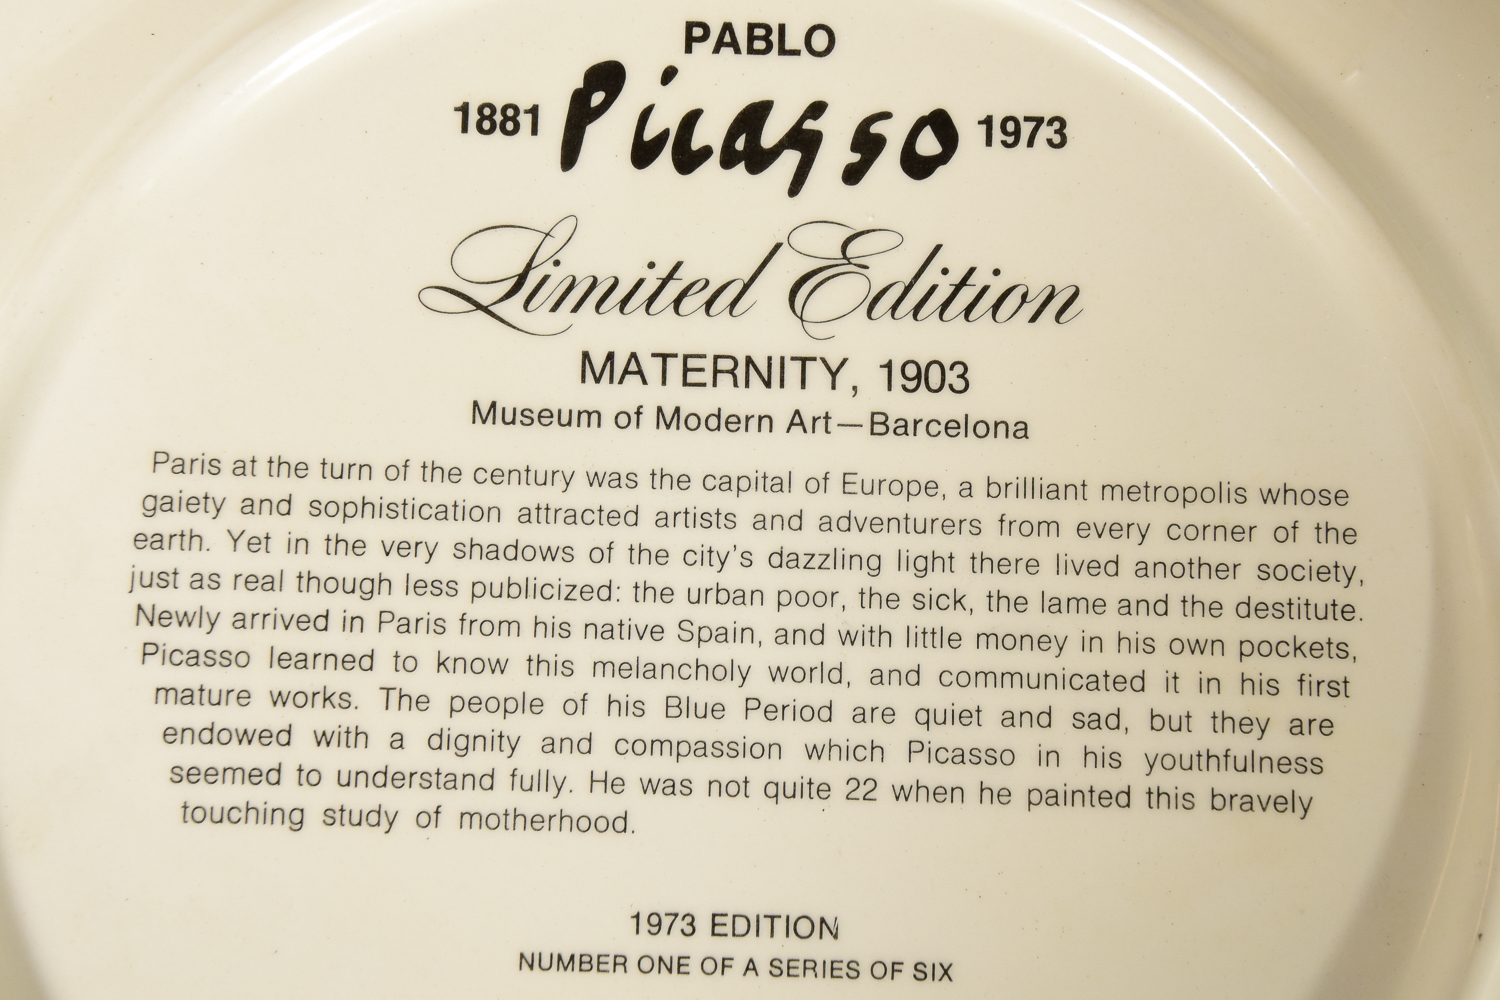 PABLO
1881 Picasso 1973
Limited Edition
MATERNITY, 1903
Museum of Modern Art—Barcelona
Paris at the turn of the century was the capital of Europe, a brilliant metropolis whose
gaiety and sophistication attracted artists and adventurers from every corner of the
earth. Yet in the very shadows of the city's dazzling light there lived another society,
just as real though less publicized: the urban poor, the sick, the lame and the destitute.
Newly arrived in Paris from his native Spain, and with little money in his own pockets,
Picasso learned to know this melancholy world, and communicated it in his first
mature works. The people of his Blue Period are quiet and sad, but they are
endowed with a dignity and compassion which Picasso in his youthfulness
seemed to understand fully. He was not quite 22 when he painted this bravely
touching study of motherhood.
1973 EDITION
NUMBER ONE OF A SERIES OF SIX